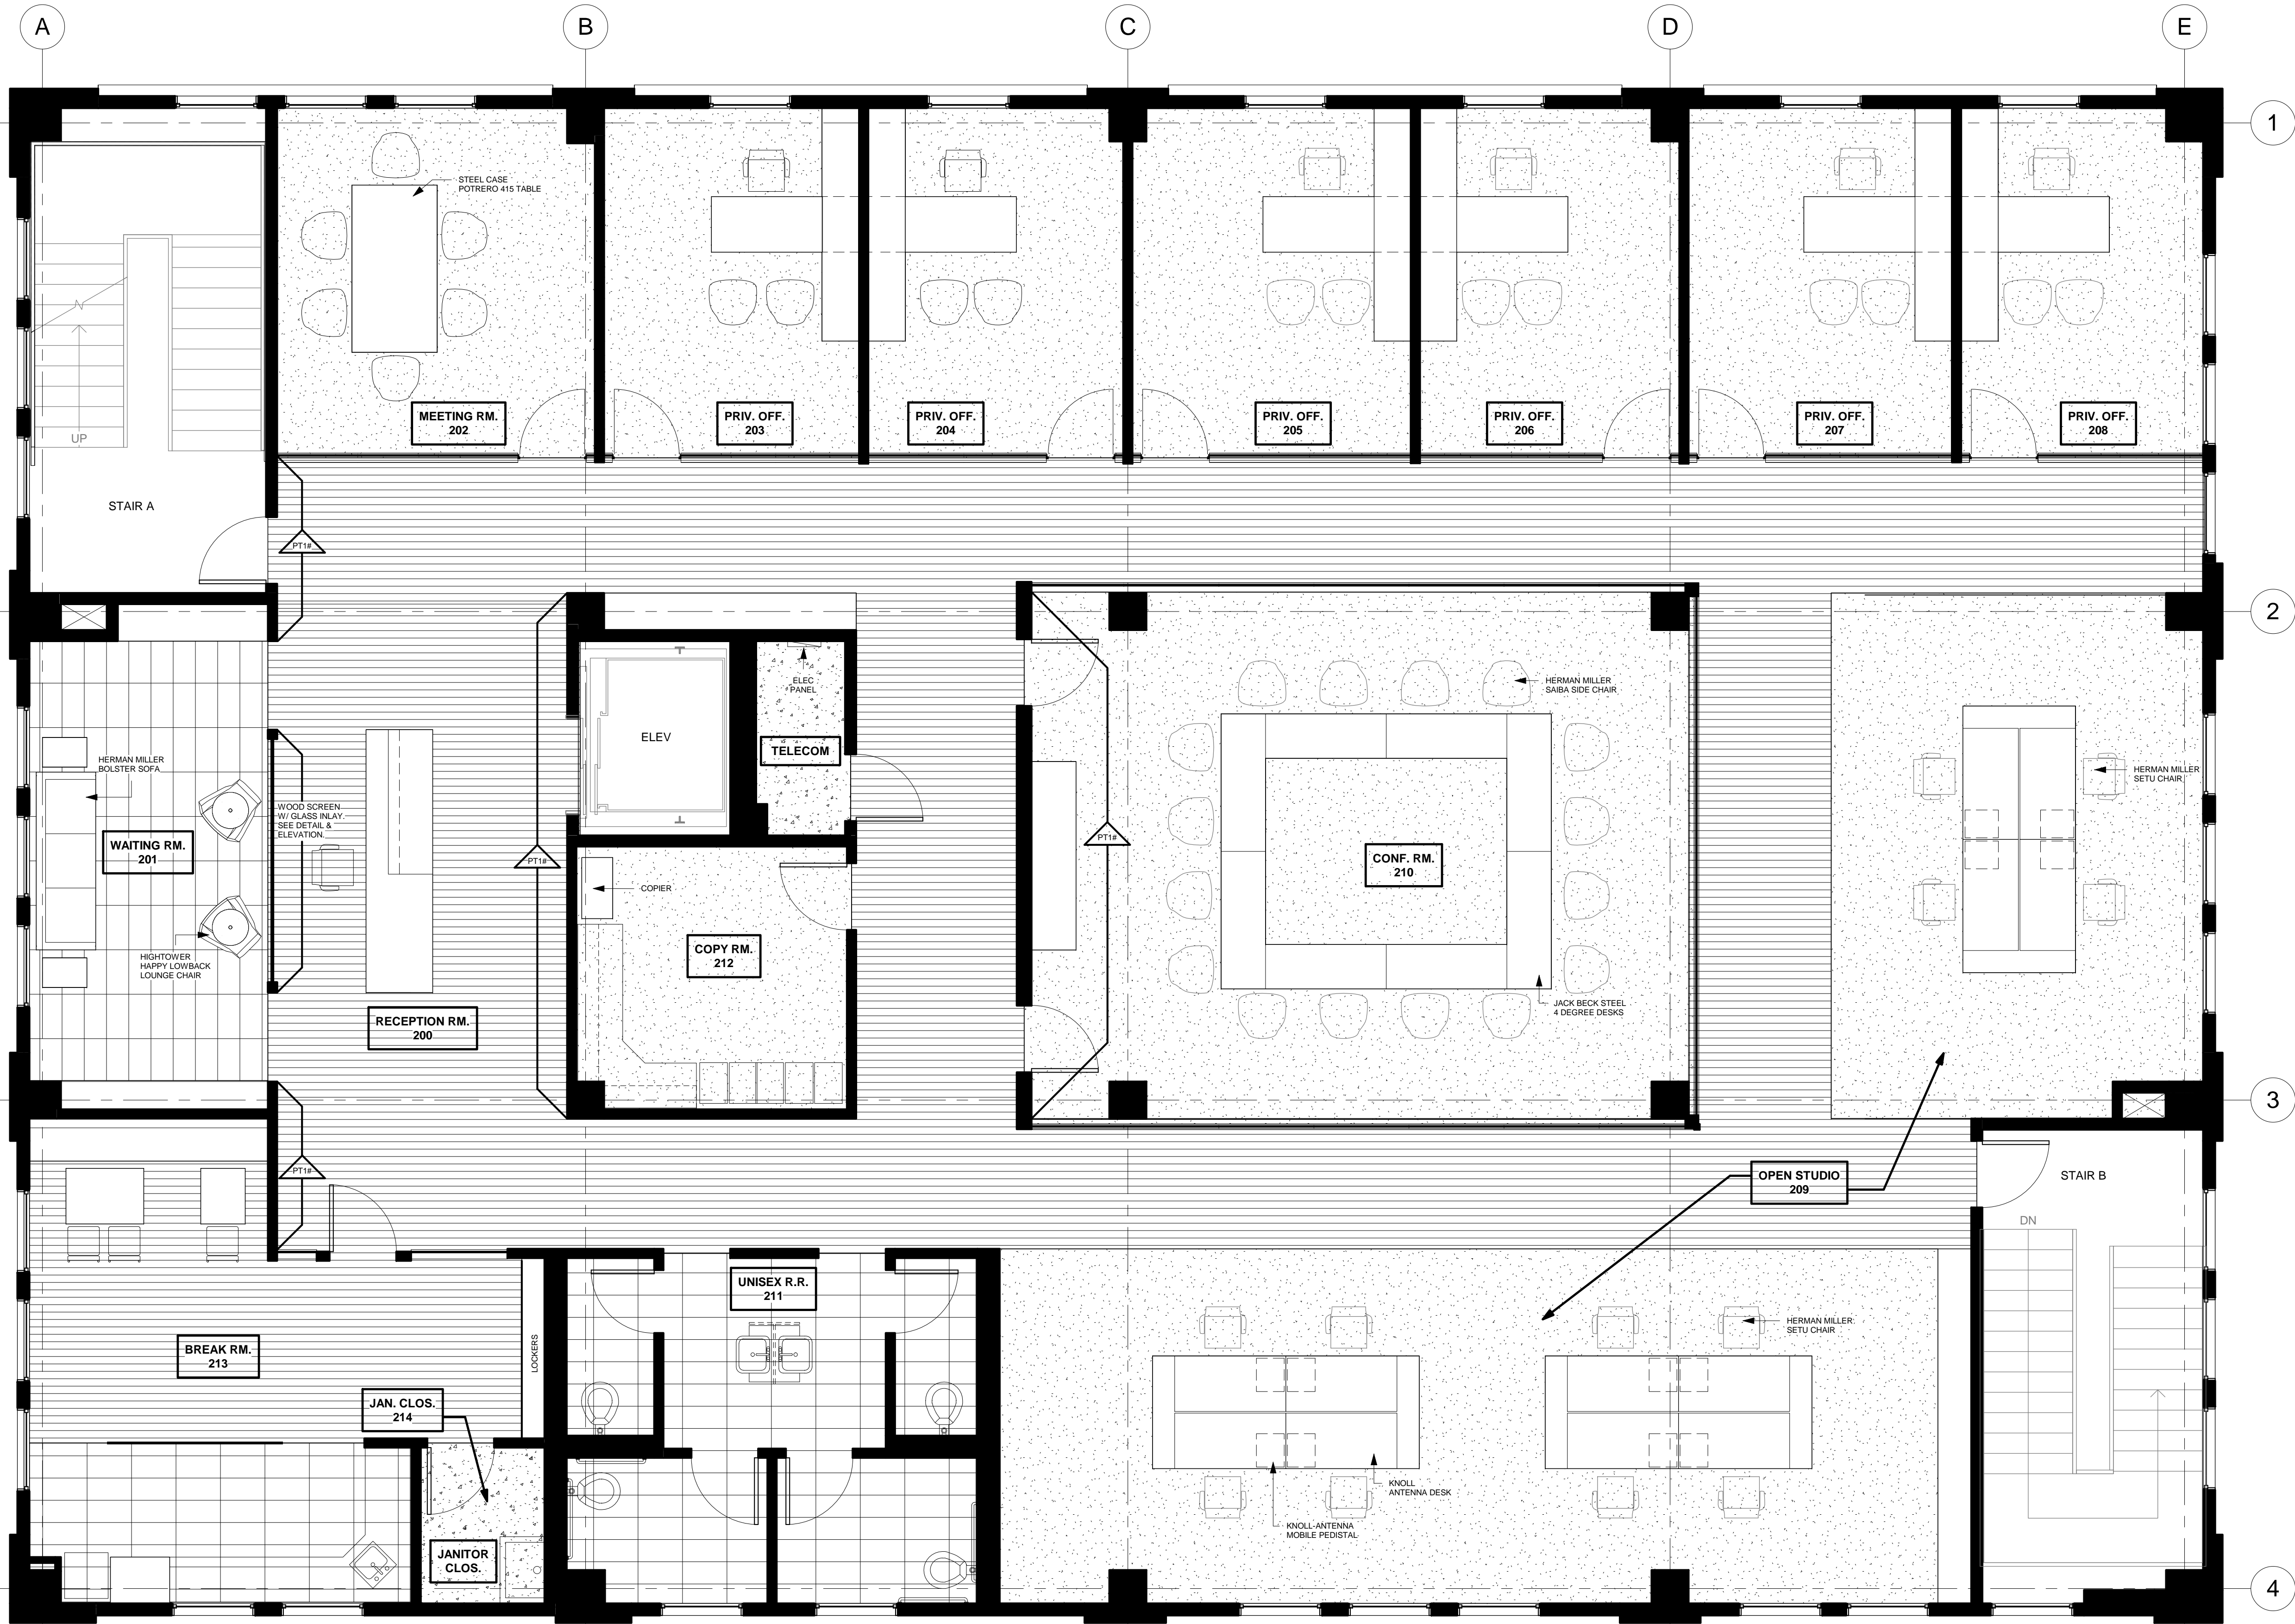 A
B
C
D
E
1
STEEL CASE
POTRERO 415 TABLE
MEETING RM.
202
PRIV. OFF.
203
PRIV. OFF.
204
PRIV. OFF.
205
PRIV. OFF.
206
PRIV. OFF.
207
PRIV. OFF.
208
UP
STAIR A
PT1#
2
ELEC
PANEL
HERMAN MILLER
SAIBA SIDE CHAIR
ELEV
TELECOM
HERMAN MILLER
BOLSTER SOFA
HERMAN MILLER
SETU CHAIR
WOOD SCREEN
W/ GLASS INLAY.
SEE DETAIL &
ELEVATION.
WAITING RM.
201
PT1#
PT1#
CONF. RM.
210
COPIER
COPY RM.
212
HIGHTOWER
HAPPY LOWBACK
LOUNGE CHAIR
JACK BECK STEEL
4 DEGREE DESKS
RECEPTION RM.
200
3
PT1#
OPEN STUDIO
209
STAIR B
DN
UNISEX R.R.
211
HERMAN MILLER
SETU CHAIR
BREAK RM.
213
LOCKERS
JAN. CLOS.
214
KNOLL
ANTENNA DESK
KNOLL-ANTENNA
MOBILE PEDISTAL
JANITOR
CLOS.
4